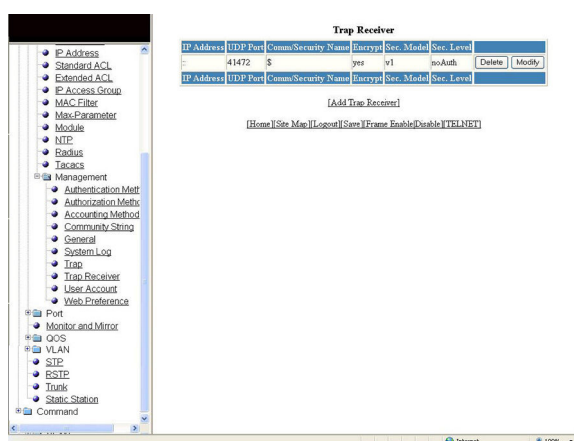 IP Address
Standard ACL
Extended ACL
IP Access Group
MAC Filter
Max-Parameter
Module
NTP
Radius
Tacacs
Management
Authentication Meth
Authorization Metho
Accounting Method
Community String
General
System Log
Trap
Trap Receiver
User Account
Web Preference
Port
Monitor and Mirror
QOS
VLAN
STP
RSTP
Trunk
Static Station
Command
Trap Receiver
IP Address UDP Port Comm/Security Name Encrypt Sec. Model Sec. Level
:: 41472 $ yes v1 noAuth Delete Modify
IP Address UDP Port Comm/Security Name Encrypt Sec. Model Sec. Level
[Add Trap Receiver]
[Home][Site Map][Logout][Save][Frame Enable|Disable][TELNET]